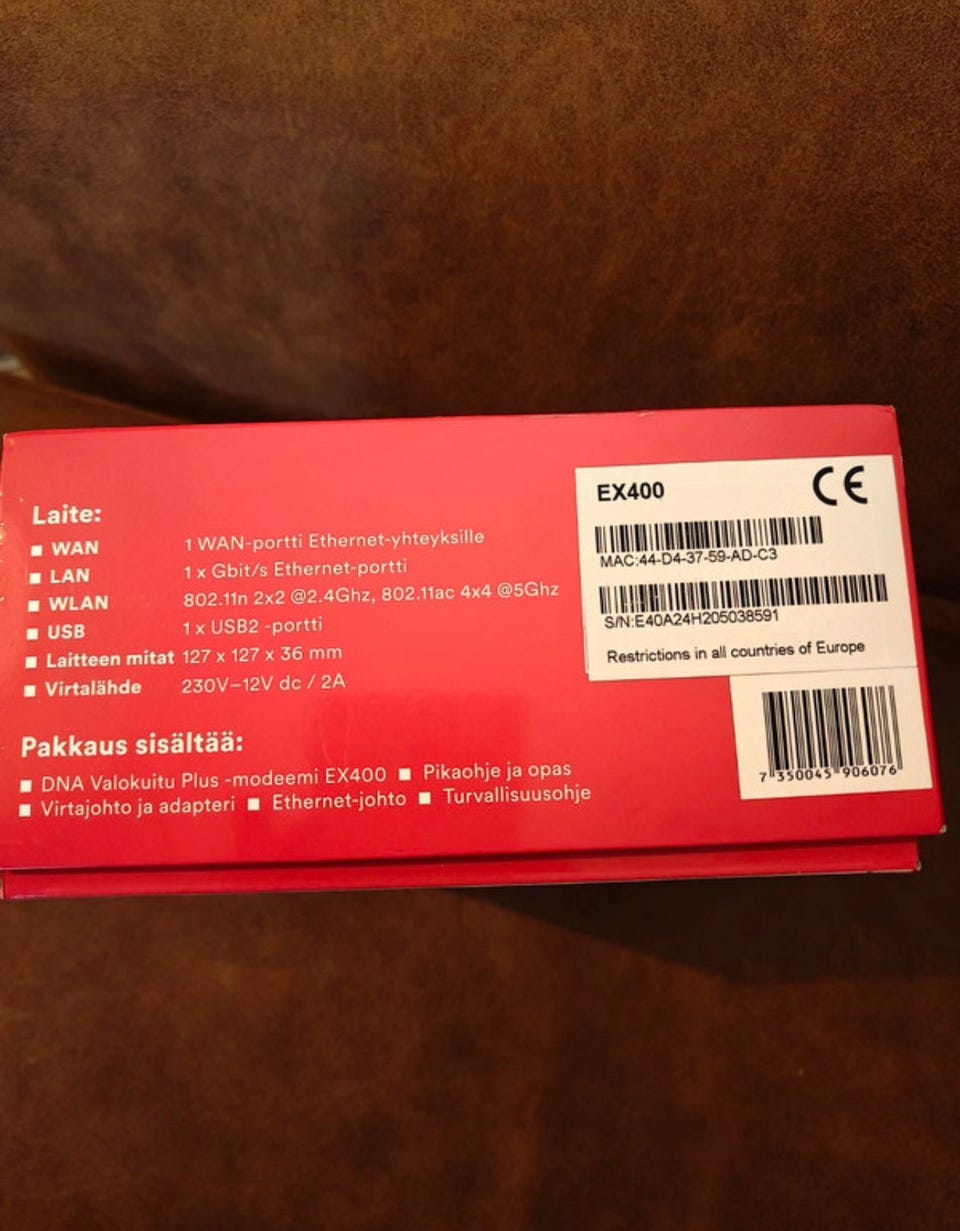 Laite:
WAN 1 WAN-portti Ethernet-yhteyksille
LAN 1 x Gbit/s Ethernet-portti
WLAN 802.11n 2x2 @2.4Ghz, 802.11ac 4x4 @5Ghz
USB 1 x USB2 -portti
Laitteen mitat 127 x 127 x 36 mm
Virtalähde 230V–12V dc / 2A
Pakkaus sisältää:
DNA Valokuitu Plus -modeemi EX400 Pikaohje ja opas
Virtajohto ja adapteri Ethernet-johto Turvallisuusohje
EX400 CE
MAC:44-D4-37-59-AD-C3
S/N:E40A24H205038591
Restrictions in all countries of Europe
7 350045 906076